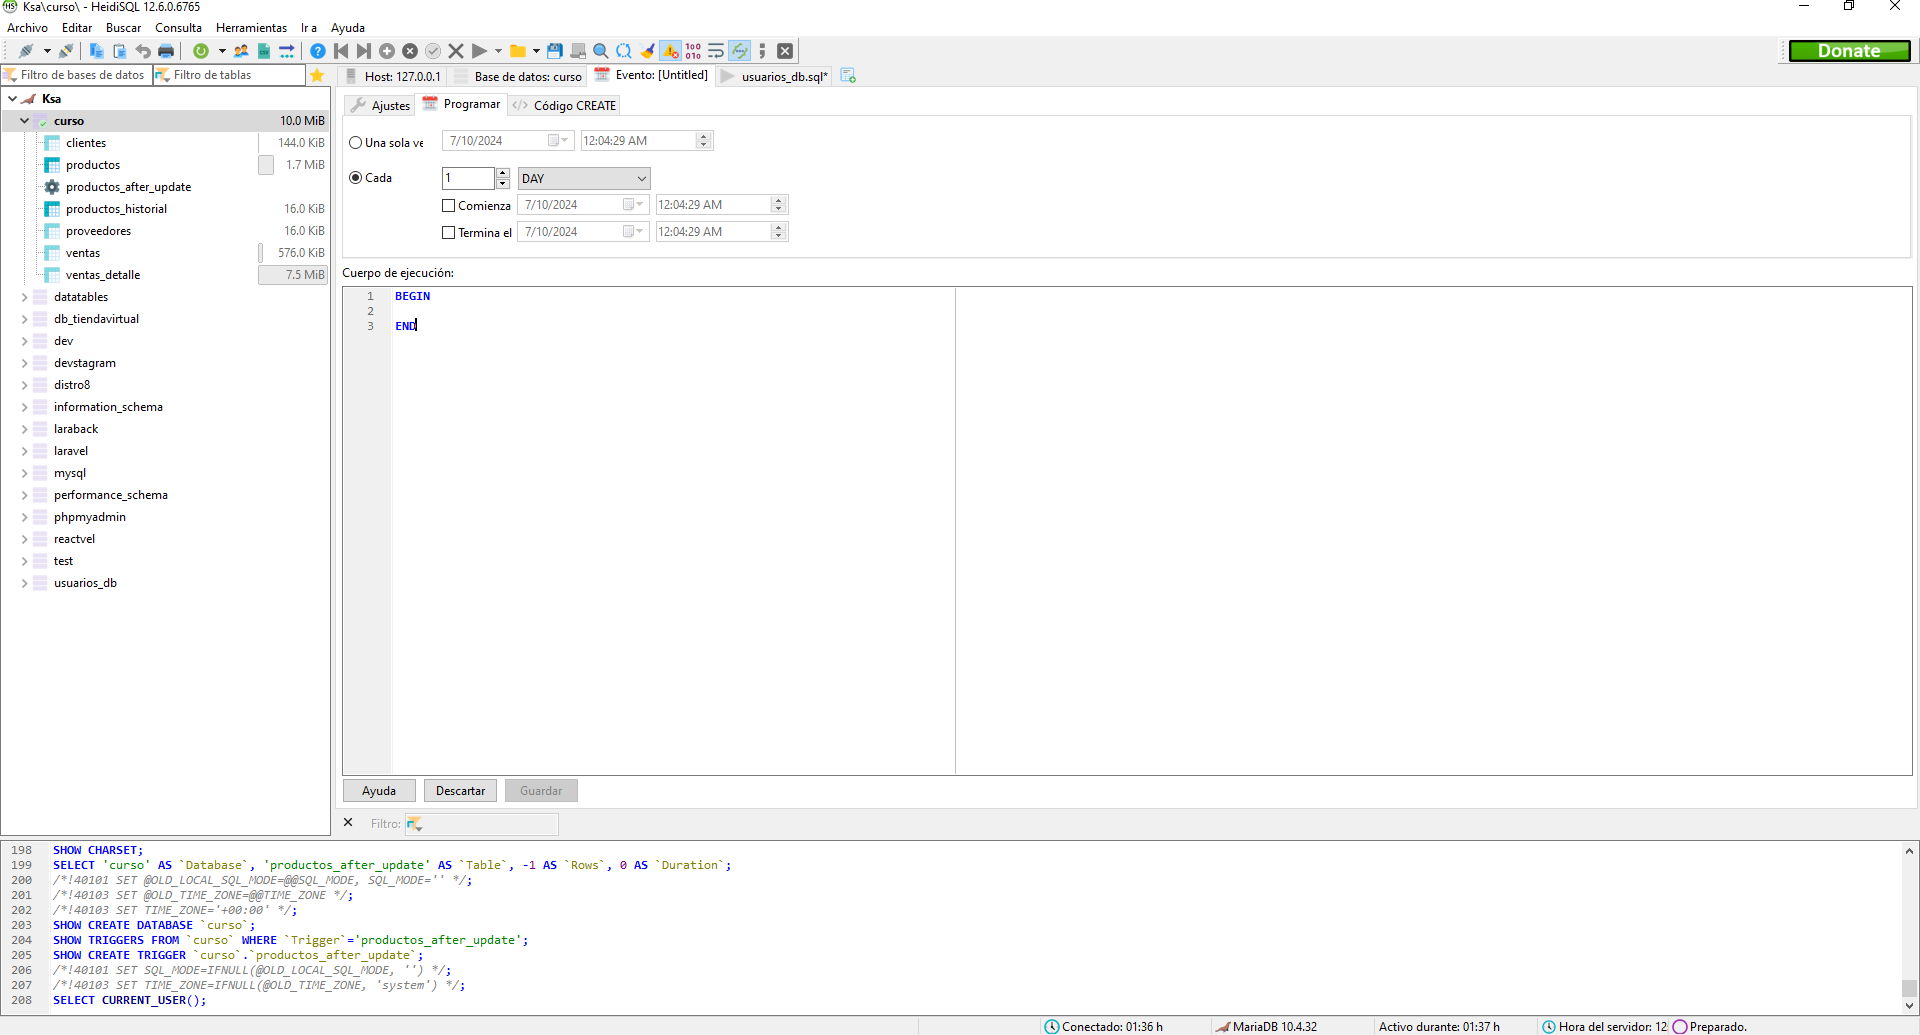 Ksa\curso\ - HeidiSQL 12.6.0.6765
Archivo Editar Buscar Consulta Herramientas Ir a Ayuda
Donate
Filtro de bases de datos Filtro de tablas
Host: 127.0.0.1 Base de datos: curso Evento: [Untitled] usuarios_db.sql*
Ksa
curso 10.0 MiB
clientes 144.0 KiB
productos 1.7 MiB
productos_after_update
productos_historial 16.0 KiB
proveedores 16.0 KiB
ventas 576.0 KiB
ventas_detalle 7.5 MiB
datatables
db_tiendavirtual
dev
devstagram
distro8
information_schema
laraback
laravel
mysql
performance_schema
phpmyadmin
reactvel
test
usuarios_db
Ajustes Programar Código CREATE
Una sola ve 7/10/2024 12:04:29 AM
Cada 1 DAY
Comienza 7/10/2024 12:04:29 AM
Termina el 7/10/2024 12:04:29 AM
Cuerpo de ejecución:
1 BEGIN
2
3 END
Ayuda Descartar Guardar
Filtro:
198 SHOW CHARSET;
199 SELECT 'curso' AS `Database`, 'productos_after_update' AS `Table`, -1 AS `Rows`, 0 AS `Duration`;
200 /*!40101 SET @OLD_LOCAL_SQL_MODE=@@SQL_MODE, SQL_MODE='' */;
201 /*!40103 SET @OLD_TIME_ZONE=@@TIME_ZONE */;
202 /*!40103 SET TIME_ZONE='+00:00' */;
203 SHOW CREATE DATABASE `curso`;
204 SHOW TRIGGERS FROM `curso` WHERE `Trigger`='productos_after_update';
205 SHOW CREATE TRIGGER `curso`.`productos_after_update`;
206 /*!40101 SET SQL_MODE=IFNULL(@OLD_LOCAL_SQL_MODE, '') */;
207 /*!40103 SET TIME_ZONE=IFNULL(@OLD_TIME_ZONE, 'system') */;
208 SELECT CURRENT_USER();
Conectado: 01:36 h MariaDB 10.4.32 Activo durante: 01:37 h Hora del servidor: 12 Preparado.